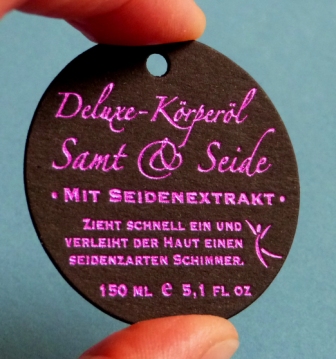 Deluxe-Körperöl
Samt & Seide
• Mit Seidenextrakt •
Zieht schnell ein und
verleiht der Haut einen
seidenzarten Schimmer.
150 ml e 5,1 fl oz